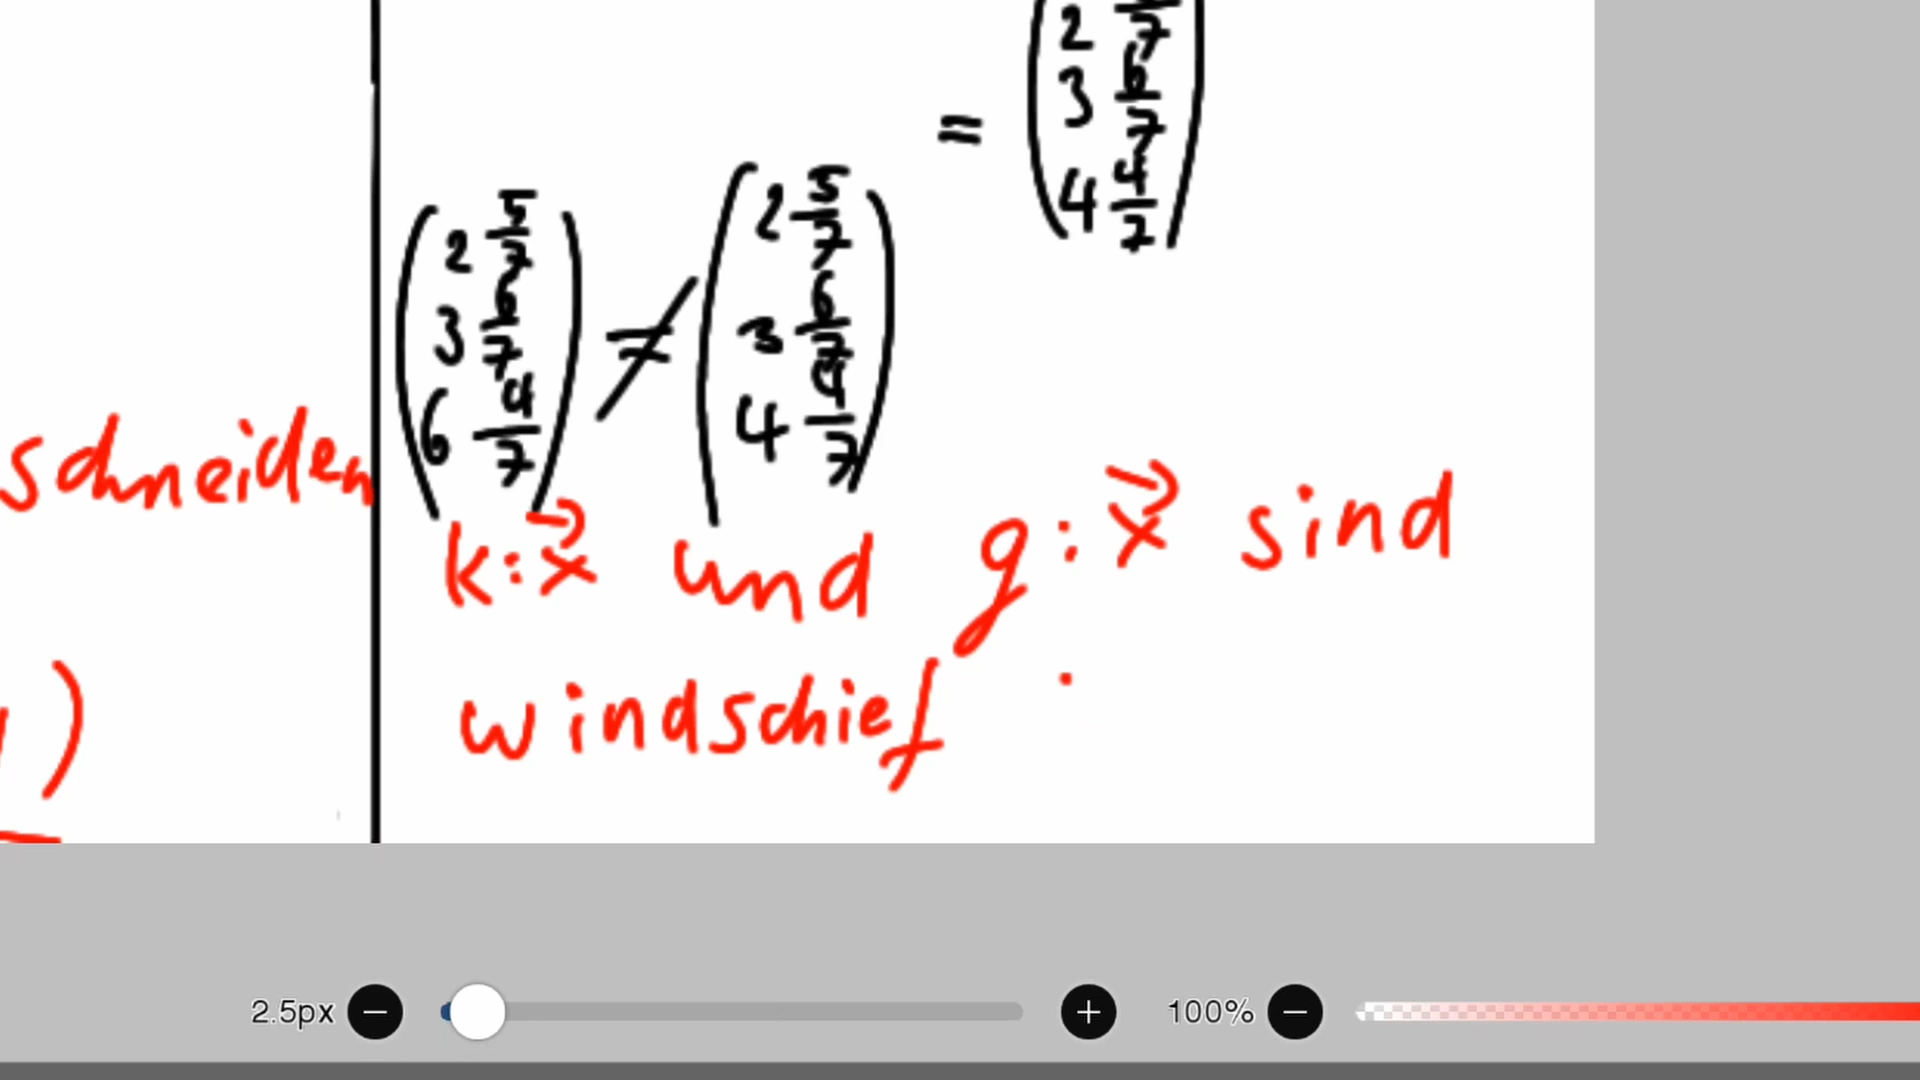 = (2 5/7
3 6/7
4 4/7)
(2 5/7
3 6/7
6 4/7) ≠ (2 5/7
3 6/7
4 4/7)
schneiden
k:x⃗ und g:x⃗ sind
windschief.
)
2.5px − + 100% −